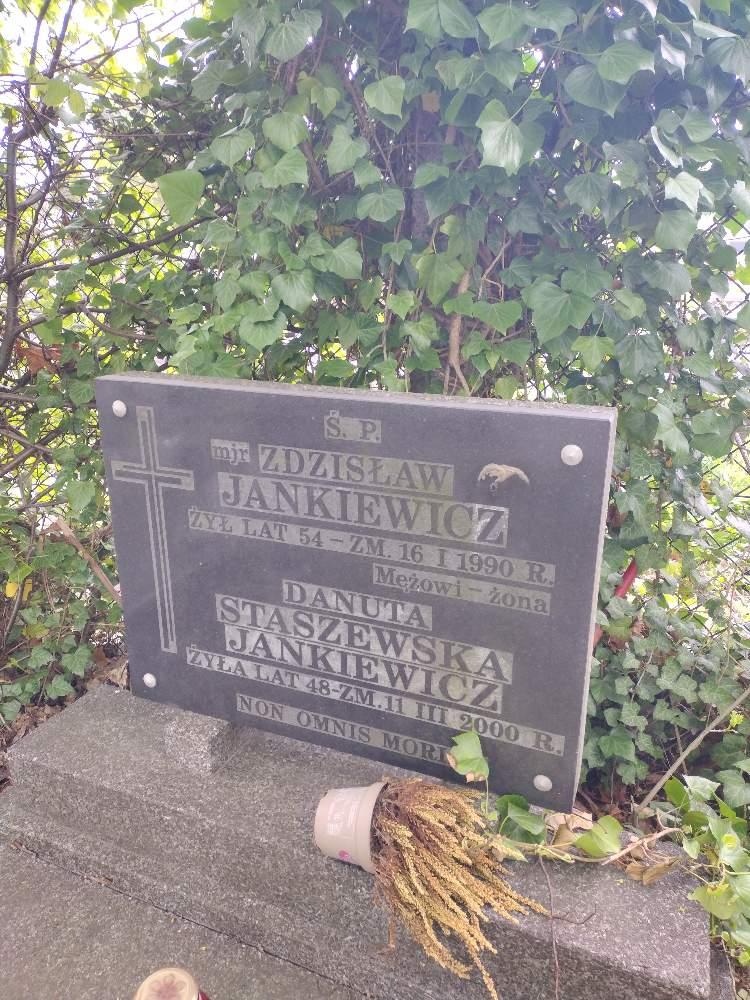 Ś. P.
mjr ZDZISŁAW
JANKIEWICZ
ŻYŁ LAT 54 – ZM. 16 I 1990 R.
Mężowi – żona
DANUTA
STASZEWSKA
JANKIEWICZ
ŻYŁA LAT 48-ZM. 11 III 2000 R.
NON OMNIS